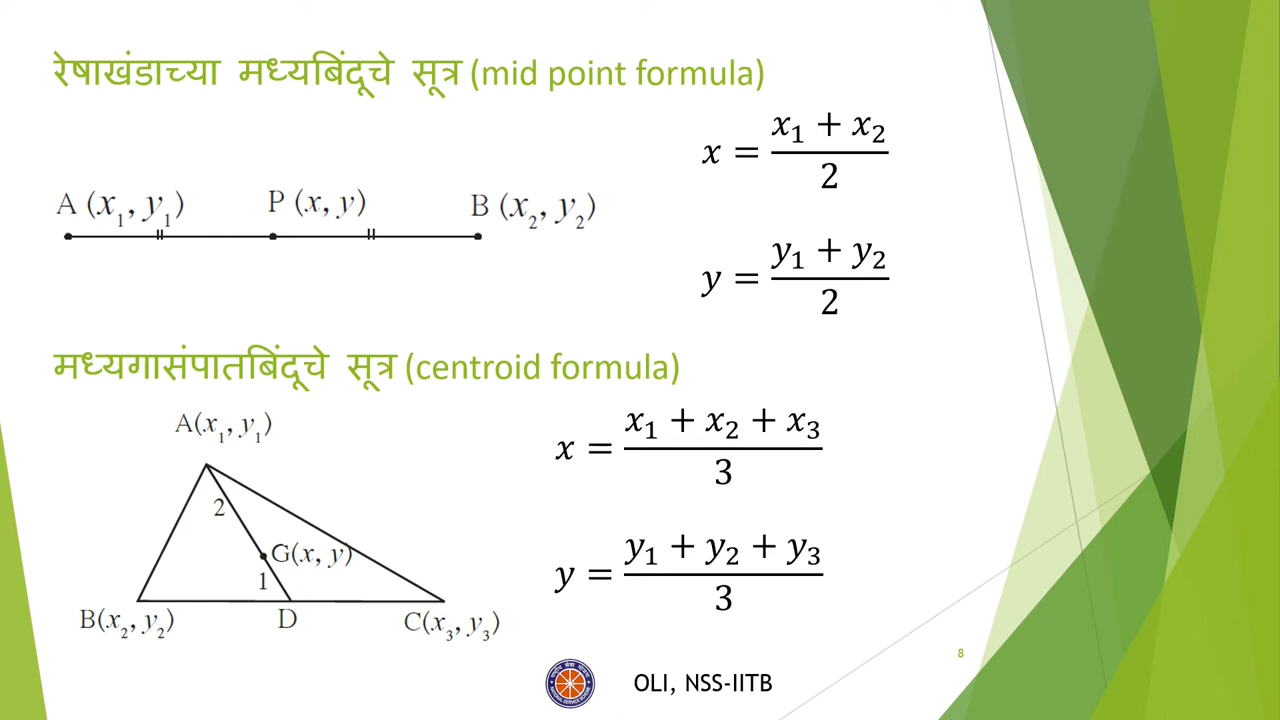 रेषाखंडाच्या मध्यबिंदूचे सूत्र (mid point formula)
A (x₁, y₁) P (x, y) B (x₂, y₂)
x = (x₁ + x₂)/2
y = (y₁ + y₂)/2
मध्यगासंपातबिंदूचे सूत्र (centroid formula)
A(x₁, y₁)
2
G(x, y)
1
B(x₂, y₂) D C(x₃, y₃)
x = (x₁ + x₂ + x₃)/3
y = (y₁ + y₂ + y₃)/3
8
OLI, NSS-IITB